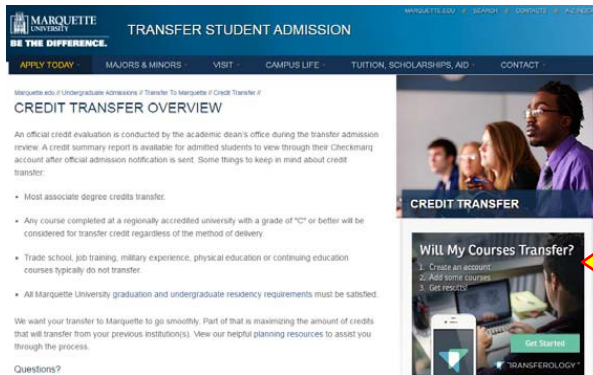 MARQUETTE
UNIVERSITY
BE THE DIFFERENCE.
TRANSFER STUDENT ADMISSION
MARQUETTE.EDU // SEARCH // CONTACTS // A-Z INDEX
APPLY TODAY
MAJORS & MINORS
VISIT
CAMPUS LIFE
TUITION, SCHOLARSHIPS, AID
CONTACT
Marquette.edu // Undergraduate Admissions // Transfer To Marquette // Credit Transfer //
CREDIT TRANSFER OVERVIEW
An official credit evaluation is conducted by the academic dean's office during the transfer admission
review. A credit summary report is available for admitted students to view through their Checkmarq
account after official admission notification is sent. Some things to keep in mind about credit
transfer:
• Most associate degree credits transfer.
• Any course completed at a regionally accredited university with a grade of "C" or better will be
considered for transfer credit regardless of the method of delivery.
• Trade school, job training, military experience, physical education or continuing education
courses typically do not transfer.
• All Marquette University graduation and undergraduate residency requirements must be satisfied.
We want your transfer to Marquette to go smoothly. Part of that is maximizing the amount of credits
that will transfer from your previous institution(s). View our helpful planning resources to assist you
through the process.
Questions?
CREDIT TRANSFER
Will My Courses Transfer?
1. Create an account
2. Add some courses
3. Get results!
Get Started
TRANSFEROLOGY